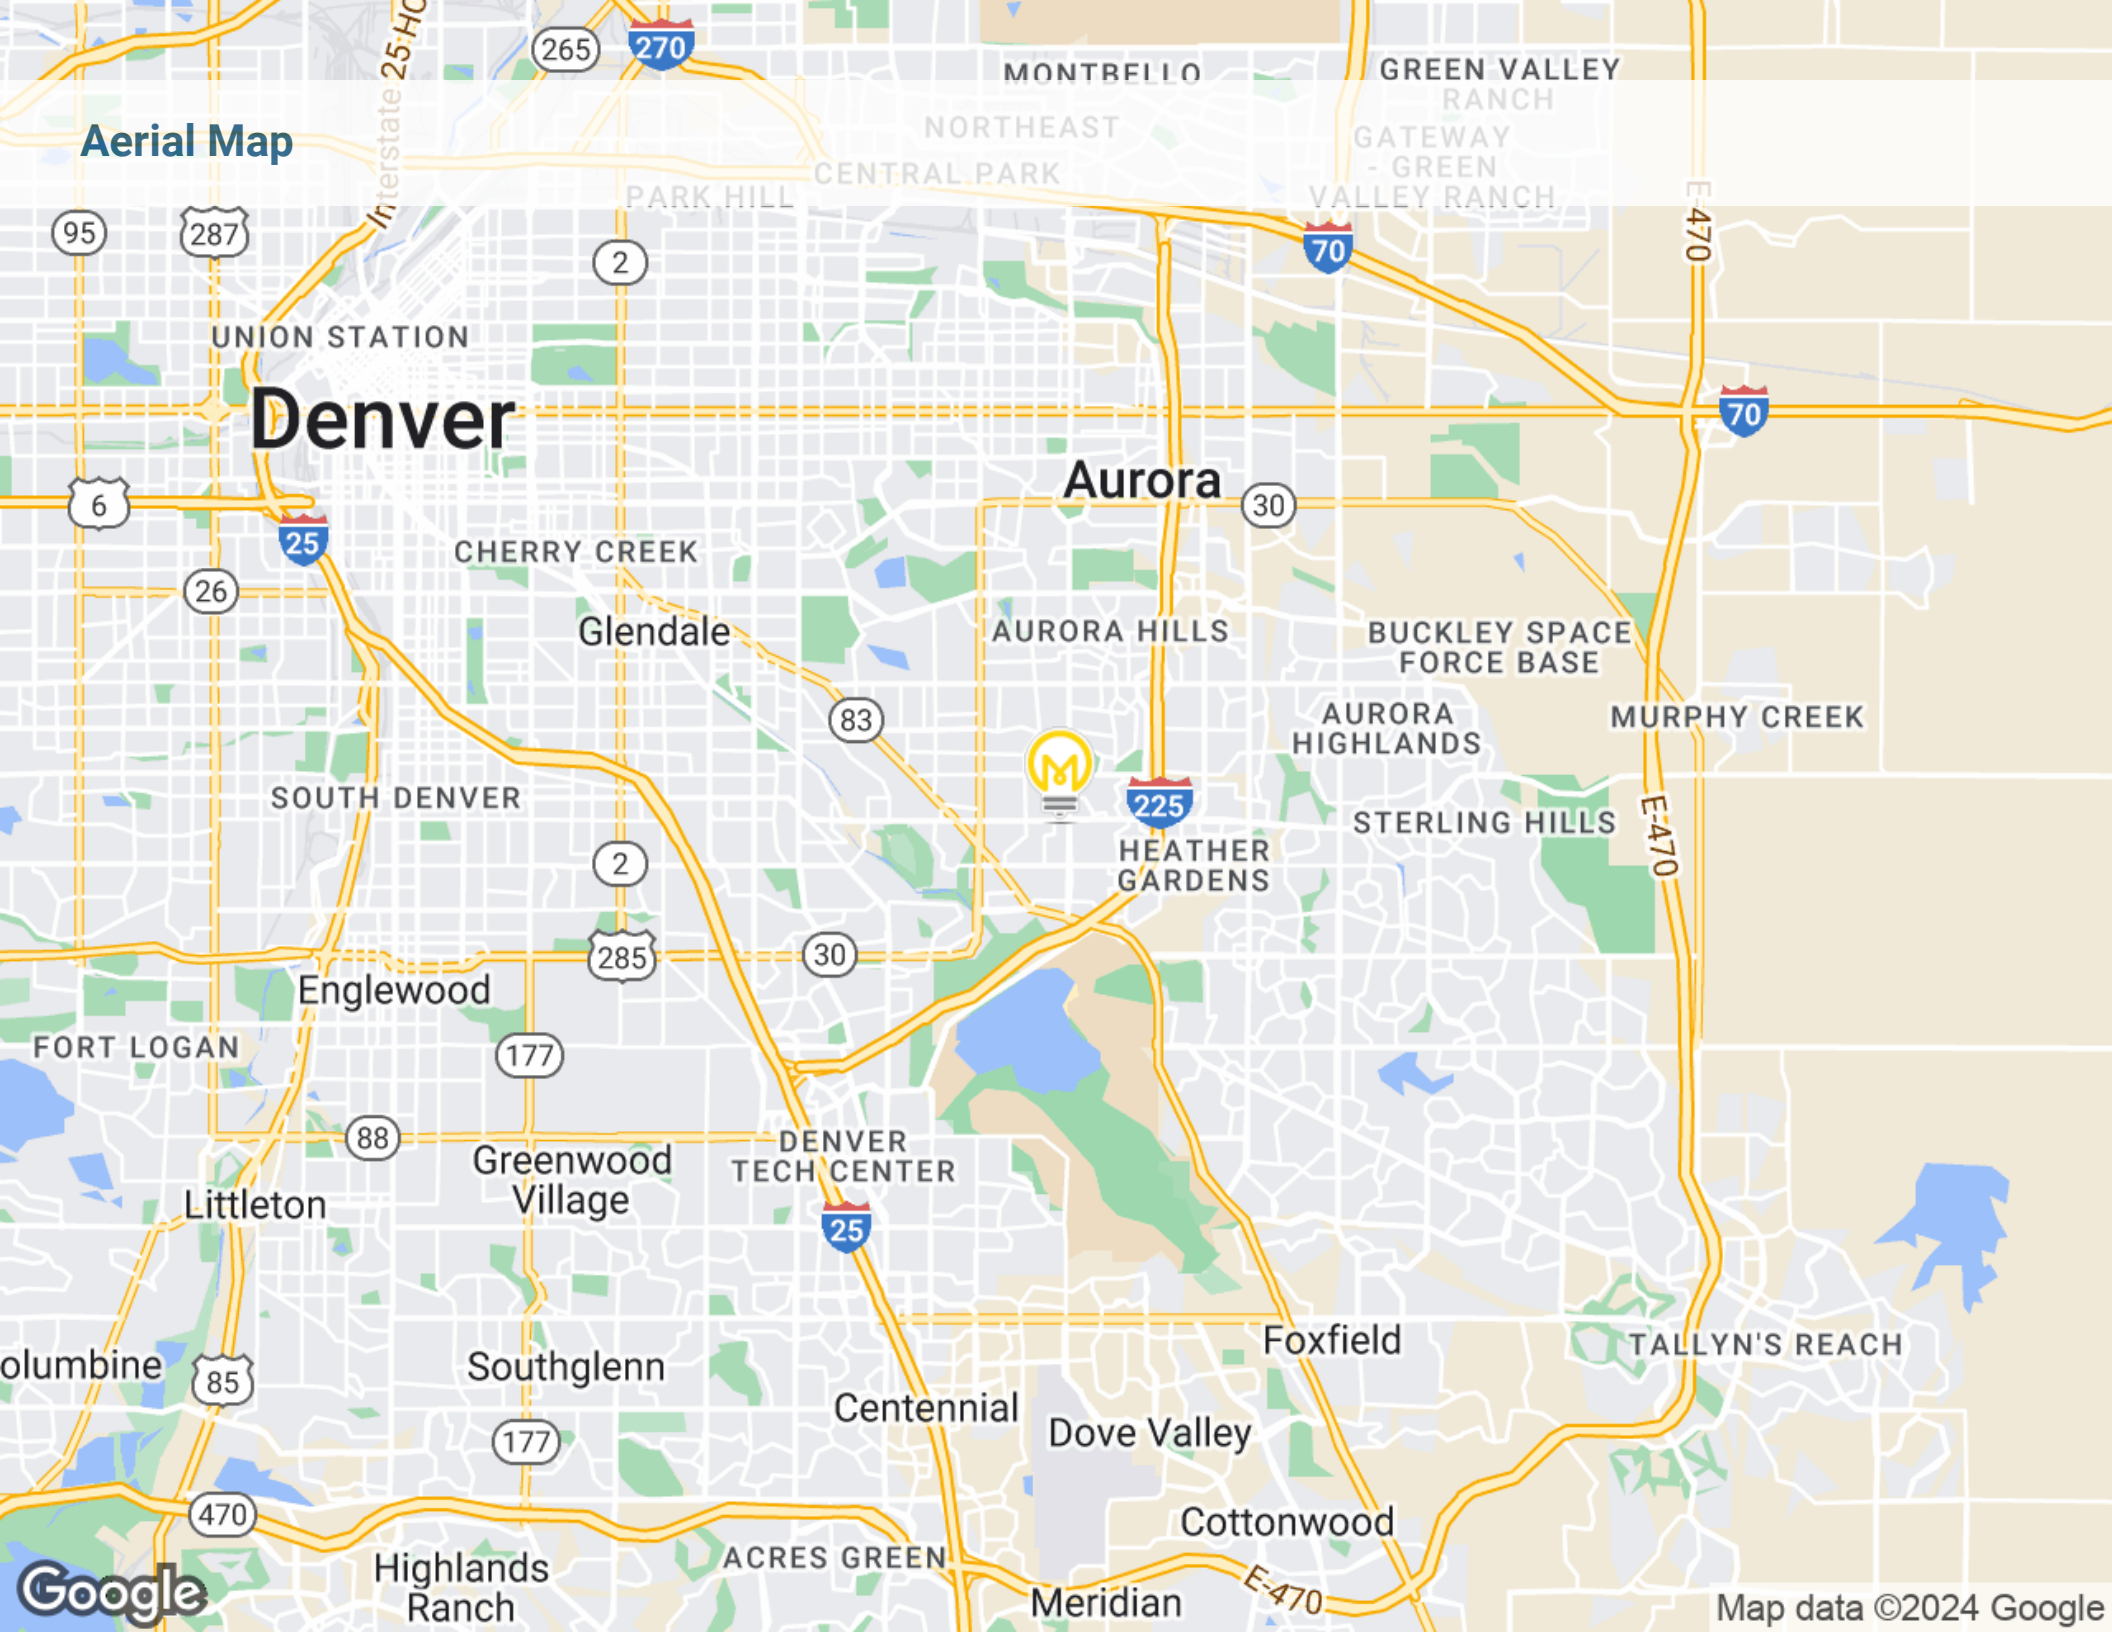 Interstate 25 HO
265
270
MONTBELLO
GREEN VALLEY
RANCH
NORTHEAST
GATEWAY
- GREEN
VALLEY RANCH
Aerial Map
CENTRAL PARK
PARK HILL
95
287
2
70
E-470
UNION STATION
Denver
70
Aurora
30
6
25
CHERRY CREEK
26
Glendale
AURORA HILLS
BUCKLEY SPACE
FORCE BASE
83
AURORA
HIGHLANDS
MURPHY CREEK
M
SOUTH DENVER
225
STERLING HILLS
E-470
2
HEATHER
GARDENS
285
30
Englewood
FORT LOGAN
177
88
DENVER
TECH CENTER
Greenwood
Village
Littleton
25
Foxfield
TALLYN'S REACH
olumbine
85
Southglenn
Centennial
Dove Valley
177
470
Cottonwood
ACRES GREEN
Highlands
Ranch
E-470
Meridian
Google
Map data ©2024 Google